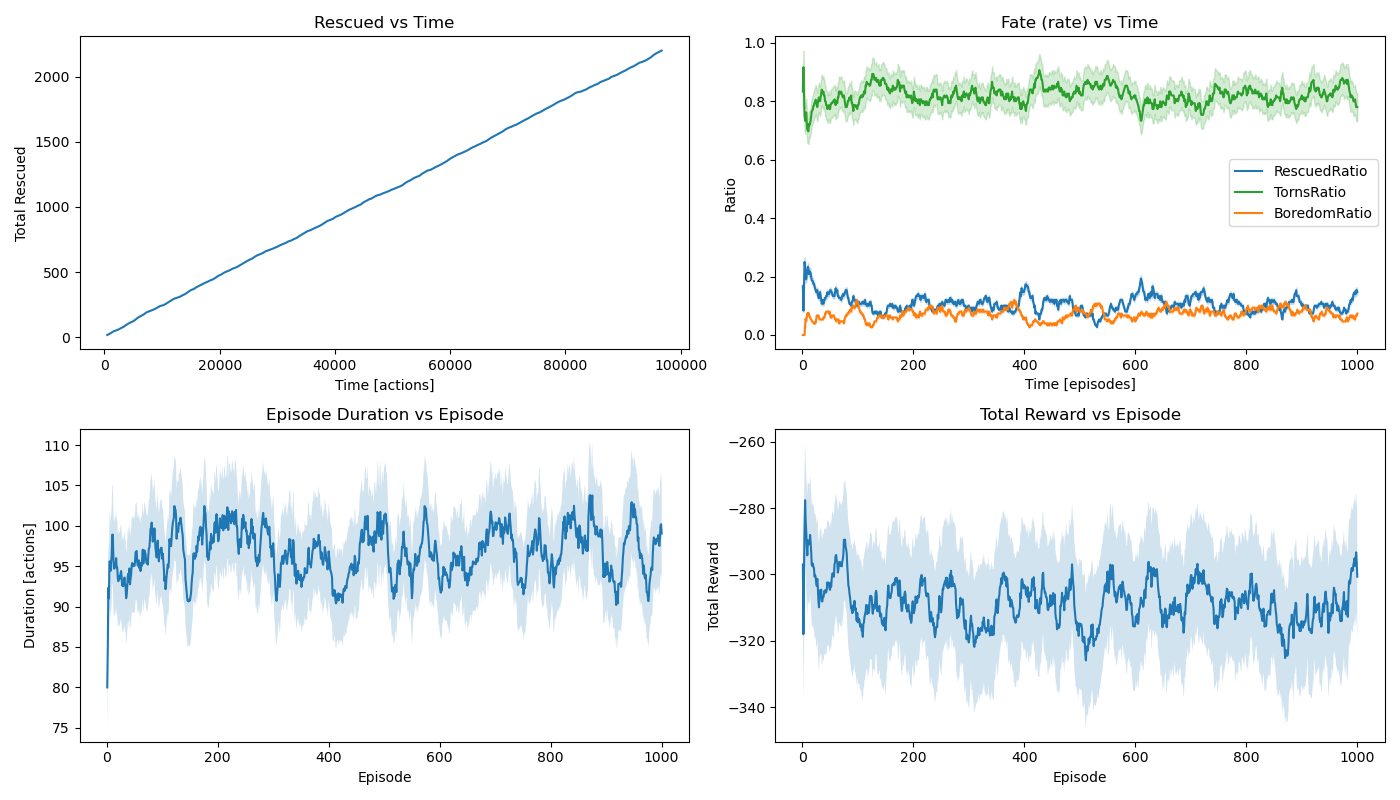 Rescued vs Time
Total Rescued
2000
1500
1000
500
0
0 20000 40000 60000 80000 100000
Time [actions]
Fate (rate) vs Time
Ratio
1.0
0.8
0.6
0.4
0.2
0.0
RescuedRatio
TornsRatio
BoredomRatio
0 200 400 600 800 1000
Time [episodes]
Episode Duration vs Episode
Duration [actions]
110
105
100
95
90
85
80
75
0 200 400 600 800 1000
Episode
Total Reward vs Episode
Total Reward
−260
−280
−300
−320
−340
0 200 400 600 800 1000
Episode